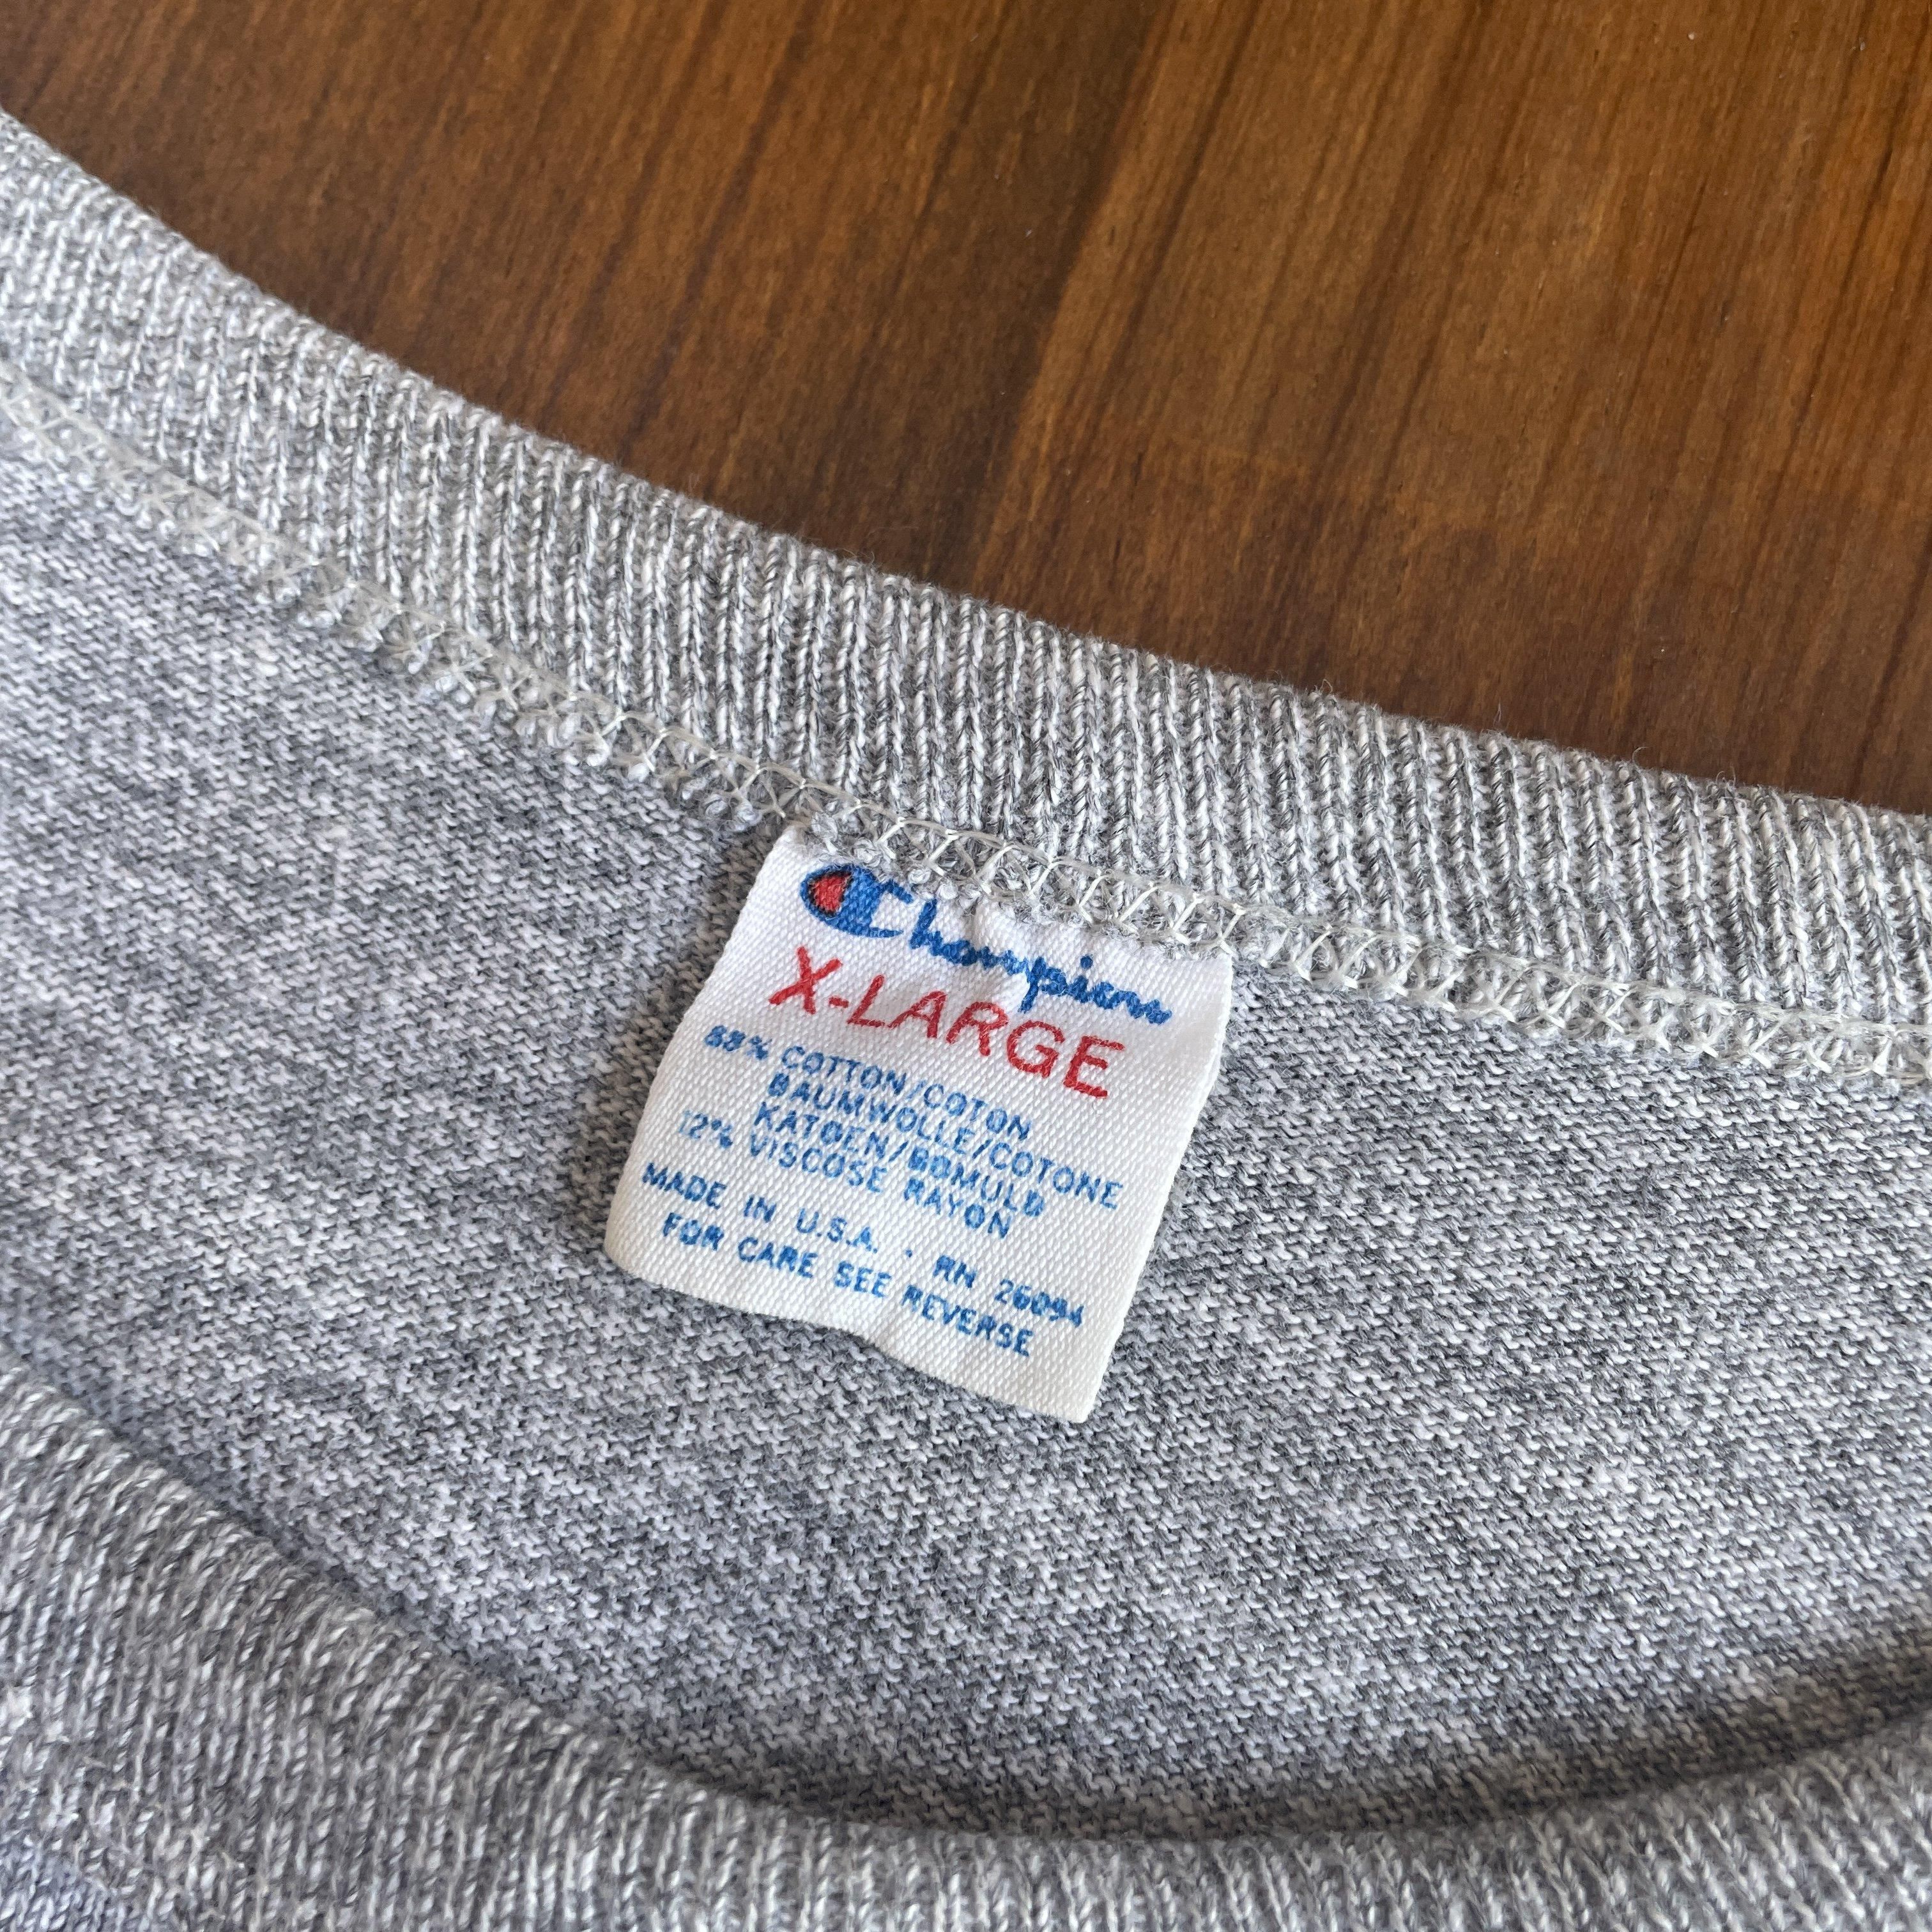 Champion
X-LARGE
88% COTTON/COTON
BAUMWOLLE/COTONE
KATOEN/BOMULD
12% VISCOSE RAYON
MADE IN U.S.A. . RN 26094
FOR CARE SEE REVERSE